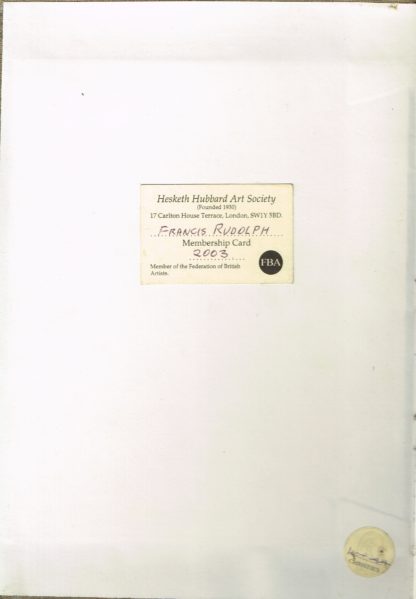 Hesketh Hubbard Art Society
(Founded 1930)
17 Carlton House Terrace, London, SW1Y 5BD.
FRANCIS RUDOLPH
Membership Card
2003
Member of the Federation of British
Artists.
FBA